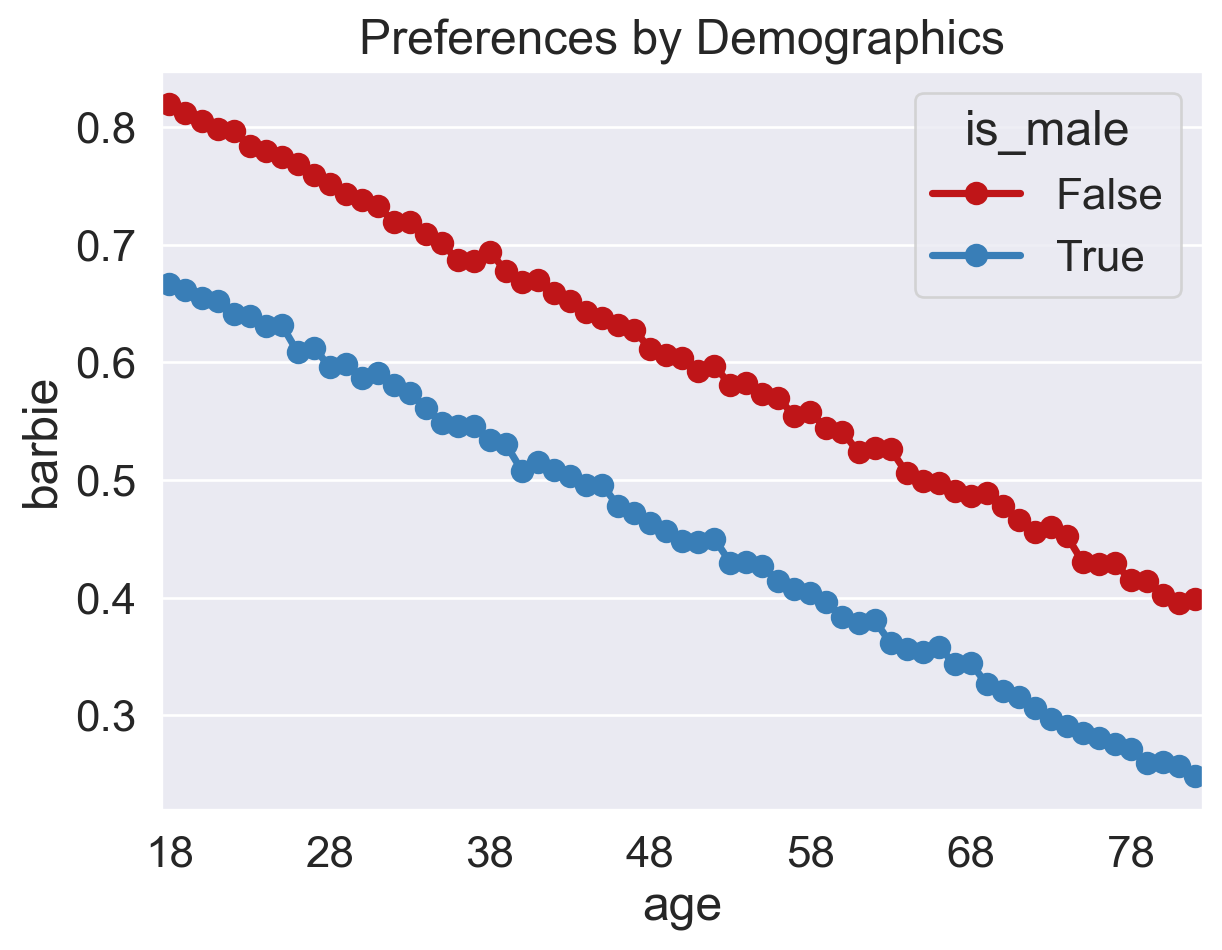 Preferences by Demographics
is_male
False
True
0.8
0.7
0.6
0.5
0.4
0.3
barbie
18 28 38 48 58 68 78
age